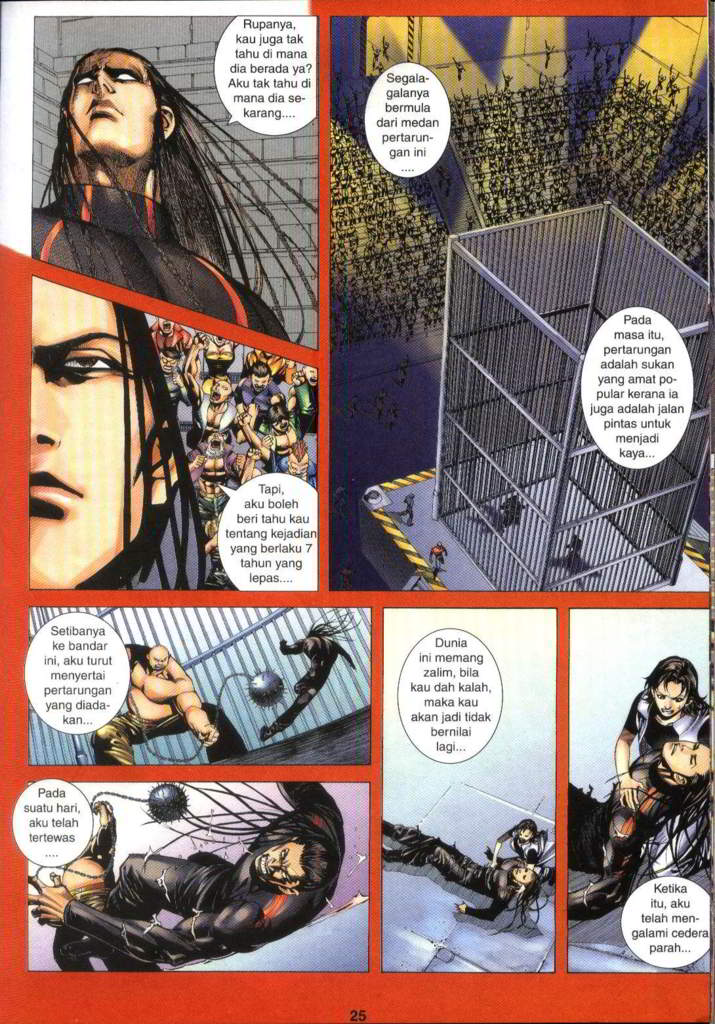 Rupanya,
kau juga tak
tahu di mana
dia berada ya?
Aku tak tahu di
mana dia se-
karang....
Tapi,
aku boleh
beri tahu kau
tentang kejadian
yang berlaku 7
tahun yang
lepas....
Segala-
galanya
bermula
dari medan
pertarun-
gan ini
....
Pada
masa itu,
pertarungan
adalah sukan
yang amat po-
pular kerana ia
juga adalah jalan
pintas untuk
menjadi
kaya...
Setibanya
ke bandar
ini, aku turut
menyertai
pertarungan
yang diada-
kan...
Pada
suatu hari,
aku telah
tertewas
....
Dunia
ini memang
zalim, bila
kau dah kalah,
maka kau
akan jadi tidak
bernilai
lagi...
Ketika
itu, aku
telah men-
galami cedera
parah...
25